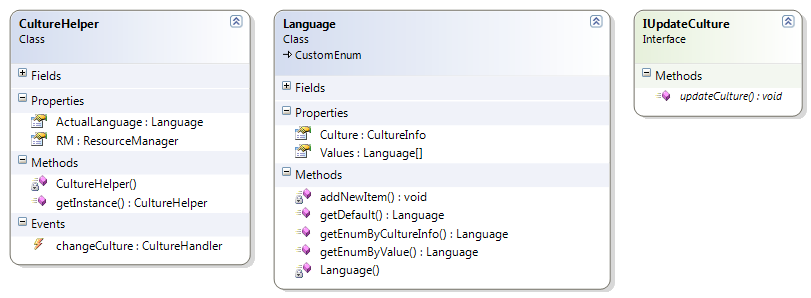 CultureHelper
Class
Fields
Properties
ActualLanguage : Language
RM : ResourceManager
Methods
CultureHelper()
getInstance() : CultureHelper
Events
changeCulture : CultureHandler
Language
Class
CustomEnum
Fields
Properties
Culture : CultureInfo
Values : Language[]
Methods
addNewItem() : void
getDefault() : Language
getEnumByCultureInfo() : Language
getEnumByValue() : Language
Language()
IUpdateCulture
Interface
Methods
updateCulture() : void